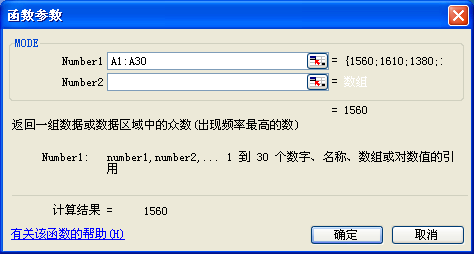 函数参数
MODE
Number1 A1:A30 = {1560;1610;1380;:
Number2 = 数组
= 1560
返回一组数据或数据区域中的众数(出现频率最高的数)
Number1: number1,number2,... 1 到 30 个数字、名称、数组或对数值的引
用
计算结果 = 1560
有关该函数的帮助(H) 确定 取消